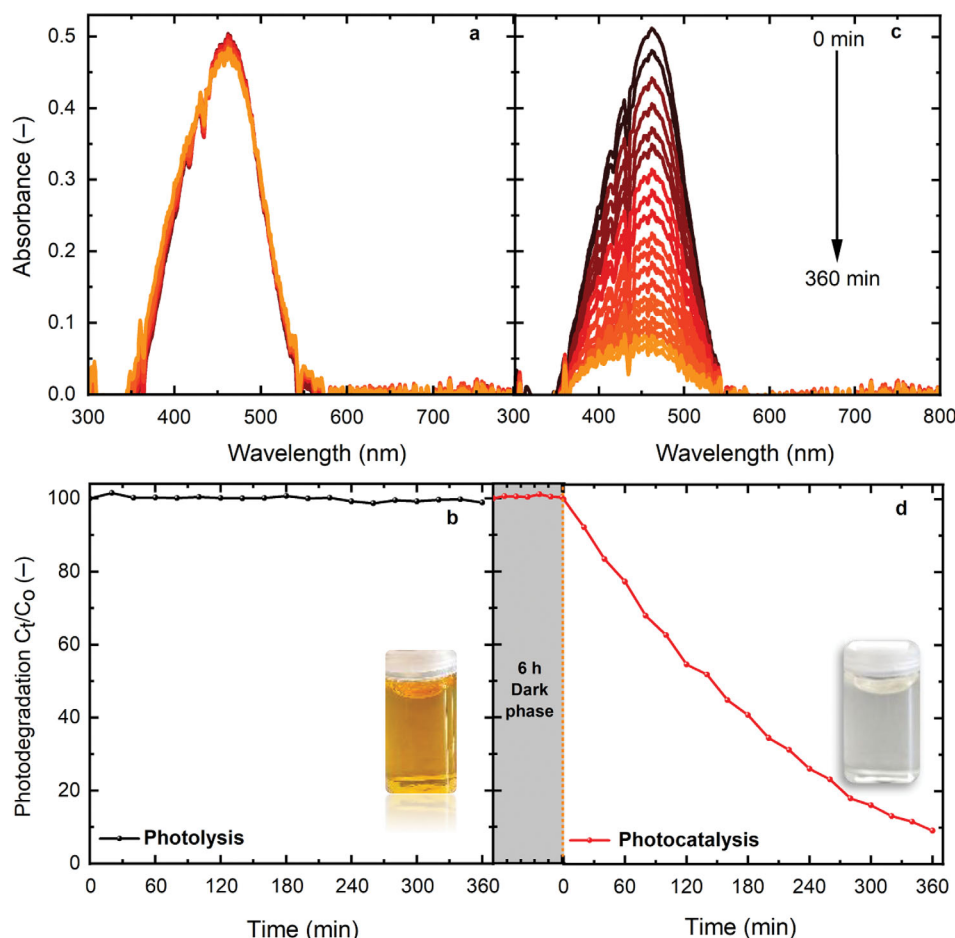 a
c
0 min
360 min
Absorbance (–)
0.5
0.4
0.3
0.2
0.1
0.0
300 400 500 600 700 300 400 500 600 700 800
Wavelength (nm) Wavelength (nm)
b
d
Photodegradation Ct/Co (–)
100
80
60
40
20
0
6 h
Dark
phase
Photolysis
Photocatalysis
0 60 120 180 240 300 360 0 60 120 180 240 300 360
Time (min) Time (min)